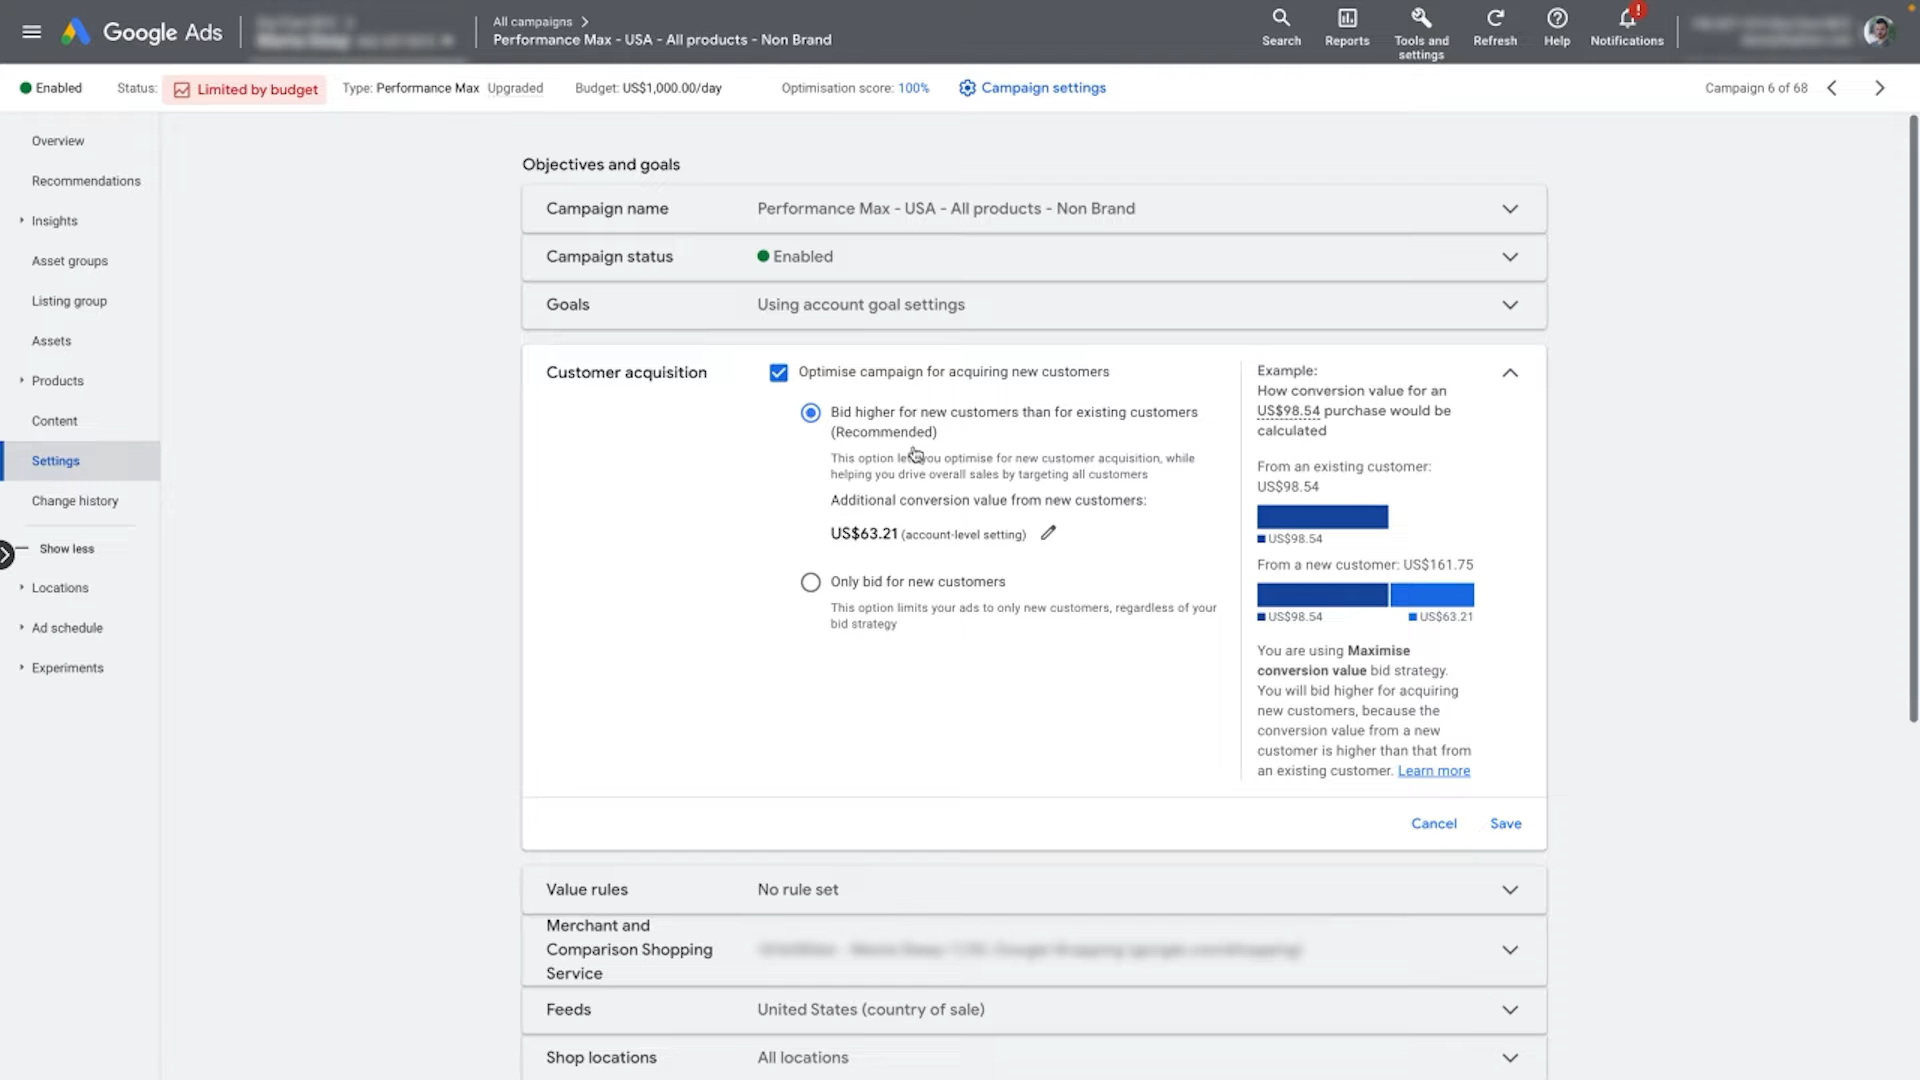 Google Ads
All campaigns
Performance Max - USA - All products - Non Brand
Search
Reports
Tools and
settings
Refresh
Help
!
Notifications
Enabled
Status:
Limited by budget
Type: Performance Max Upgraded
Budget: US$1,000.00/day
Optimisation score: 100%
Campaign settings
Campaign 6 of 68
Overview
Recommendations
Insights
Asset groups
Listing group
Assets
Products
Content
Settings
Change history
Show less
Locations
Ad schedule
Experiments
Objectives and goals
Campaign name
Performance Max - USA - All products - Non Brand
Campaign status
Enabled
Goals
Using account goal settings
Customer acquisition
Optimise campaign for acquiring new customers
Bid higher for new customers than for existing customers
(Recommended)
This option lets you optimise for new customer acquisition, while
helping you drive overall sales by targeting all customers
Additional conversion value from new customers:
US$63.21 (account-level setting)
Only bid for new customers
This option limits your ads to only new customers, regardless of your
bid strategy
Example:
How conversion value for an
US$98.54 purchase would be
calculated
From an existing customer:
US$98.54
US$98.54
From a new customer: US$161.75
US$98.54
US$63.21
You are using Maximise
conversion value bid strategy.
You will bid higher for acquiring
new customers, because the
conversion value from a new
customer is higher than that from
an existing customer. Learn more
Cancel
Save
Value rules
No rule set
Merchant and
Comparison Shopping
Service
Feeds
United States (country of sale)
Shop locations
All locations